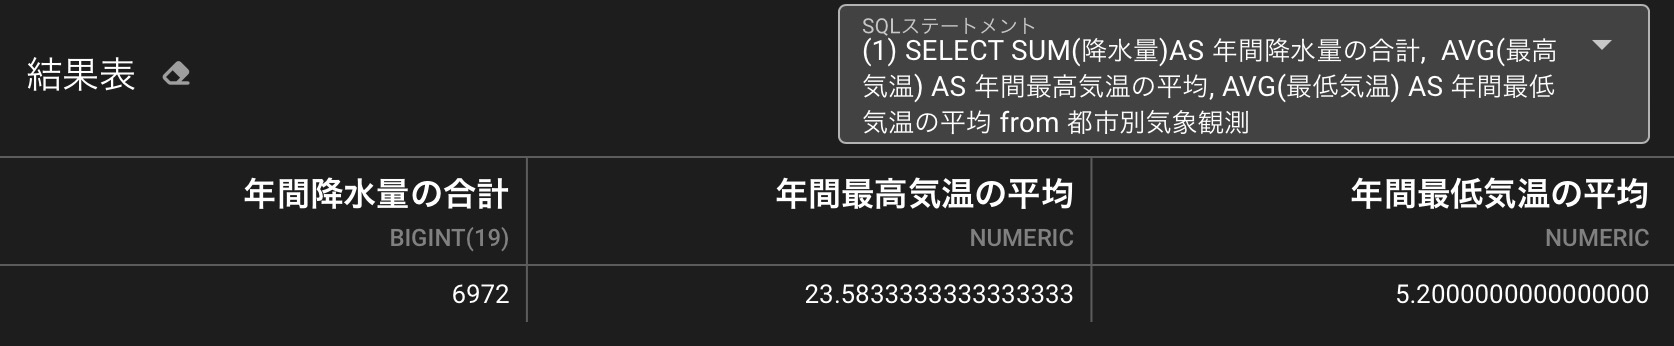 SQLステートメント
(1) SELECT SUM(降水量)AS 年間降水量の合計,  AVG(最高
気温) AS 年間最高気温の平均, AVG(最低気温) AS 年間最低
気温の平均 from 都市別気象観測
結果表
年間降水量の合計 年間最高気温の平均 年間最低気温の平均
BIGINT(19) NUMERIC NUMERIC
6972 23.5833333333333333 5.2000000000000000